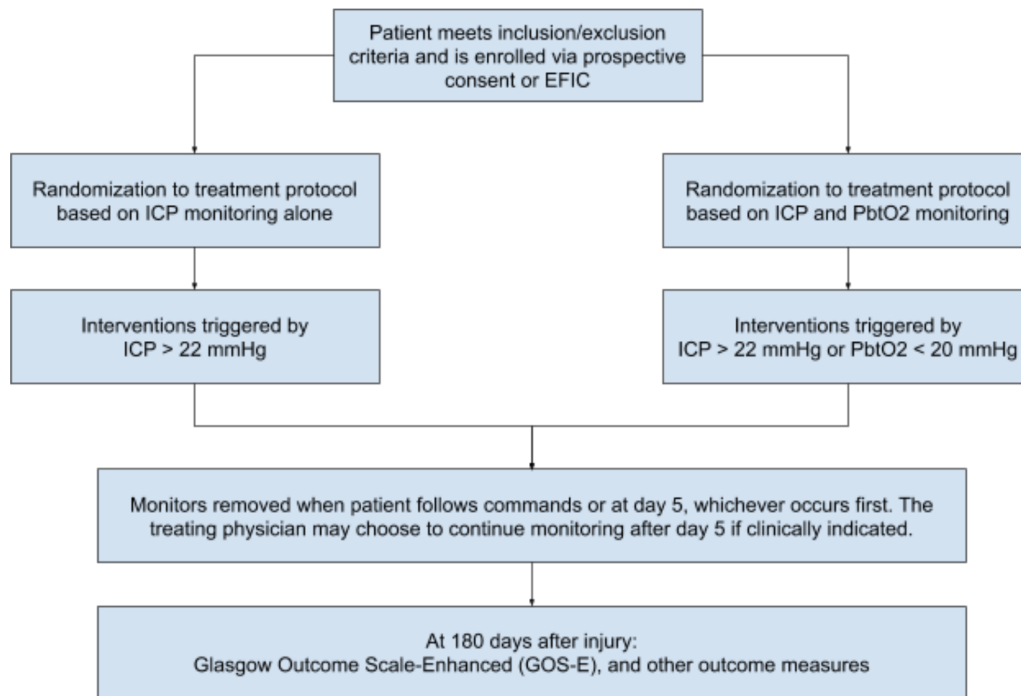 Patient meets inclusion/exclusion
criteria and is enrolled via prospective
consent or EFIC
Randomization to treatment protocol
based on ICP monitoring alone
Randomization to treatment protocol
based on ICP and PbtO2 monitoring
Interventions triggered by
ICP > 22 mmHg
Interventions triggered by
ICP > 22 mmHg or PbtO2 < 20 mmHg
Monitors removed when patient follows commands or at day 5, whichever occurs first. The
treating physician may choose to continue monitoring after day 5 if clinically indicated.
At 180 days after injury:
Glasgow Outcome Scale-Enhanced (GOS-E), and other outcome measures